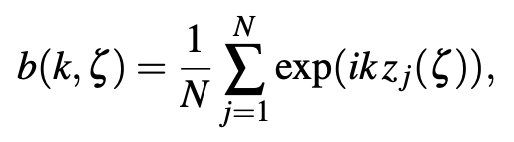 b(k, ζ) = \frac{1}{N} \sum_{j=1}^{N} \exp(ikz_j(ζ)),